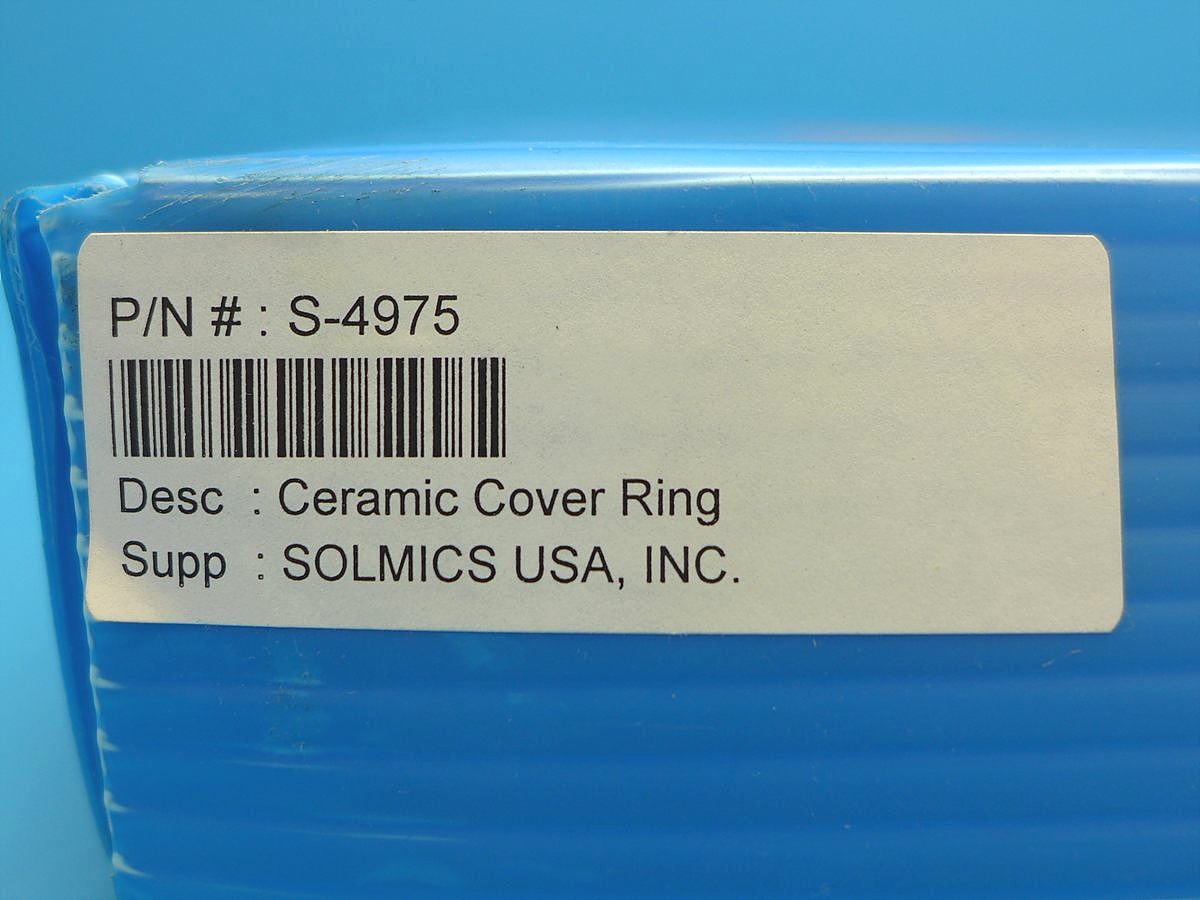 P/N # : S-4975
Desc : Ceramic Cover Ring
Supp : SOLMICS USA, INC.